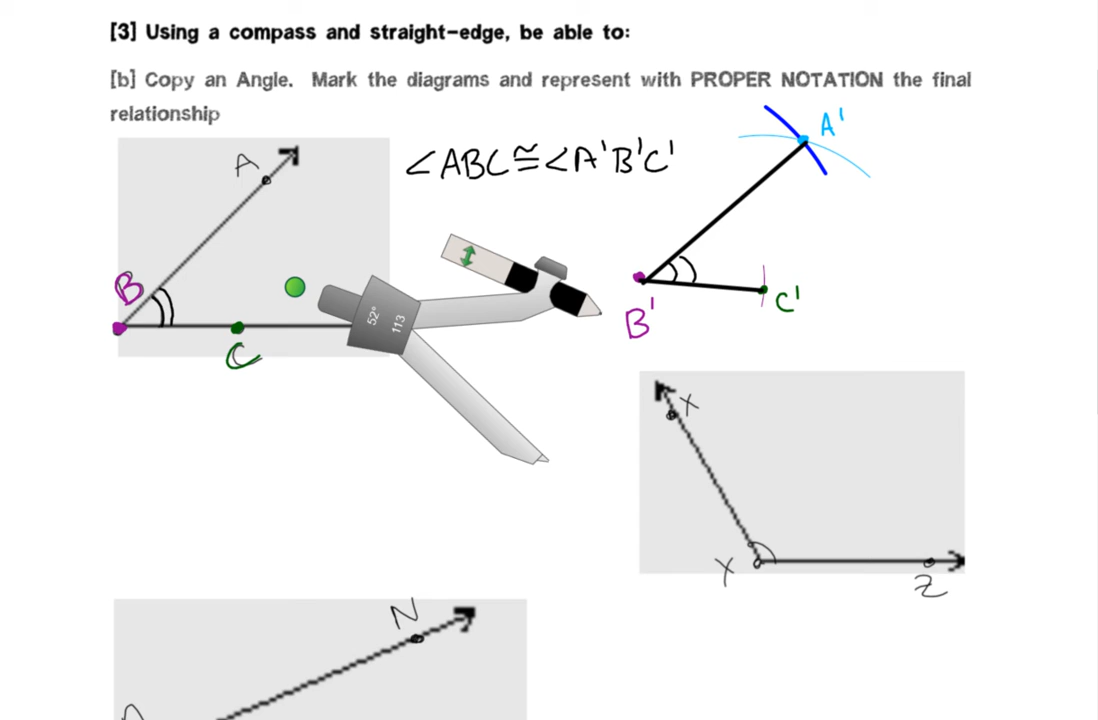 [3] Using a compass and straight-edge, be able to:
[b] Copy an Angle. Mark the diagrams and represent with PROPER NOTATION the final
relationship
∠ABC≅∠A'B'C'
A'
A
B
C
52°
113
B'
C'
X
Y
Z
N